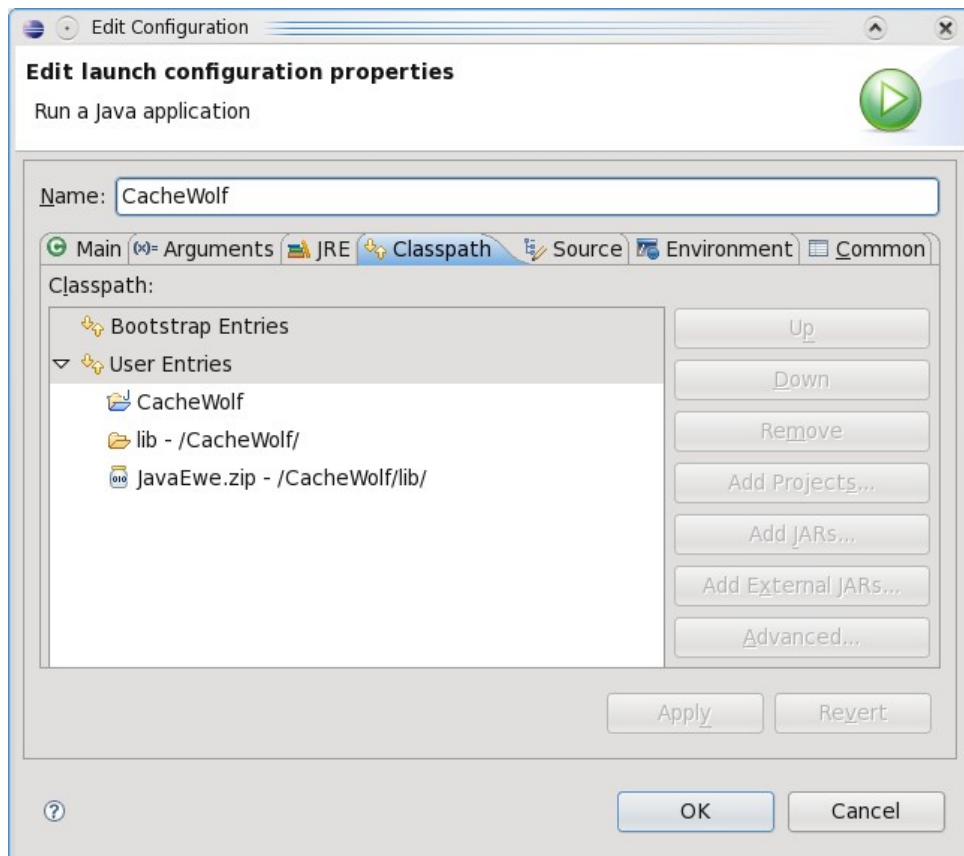 Edit Configuration
Edit launch configuration properties
Run a Java application
Name: CacheWolf
Main (x)= Arguments JRE Classpath Source Environment Common
Classpath:
Bootstrap Entries
User Entries
CacheWolf
lib - /CacheWolf/
JavaEwe.zip - /CacheWolf/lib/
Up
Down
Remove
Add Projects...
Add JARs...
Add External JARs...
Advanced...
Apply Revert
OK Cancel